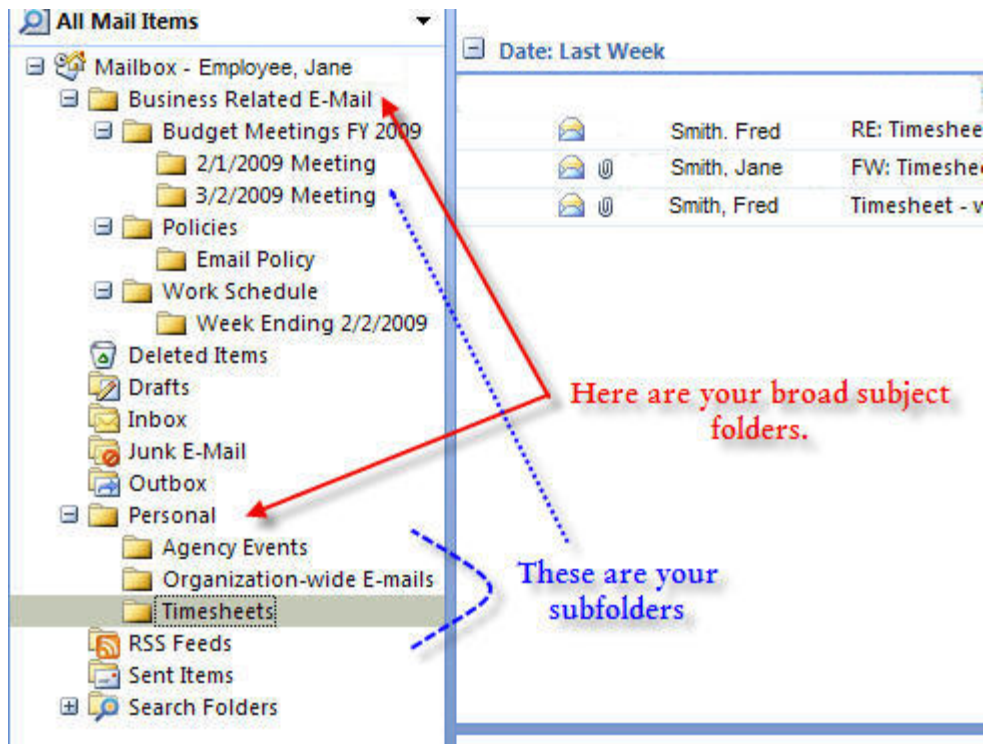 All Mail Items
Mailbox - Employee, Jane
Business Related E-Mail
Budget Meetings FY 2009
2/1/2009 Meeting
3/2/2009 Meeting
Policies
Email Policy
Work Schedule
Week Ending 2/2/2009
Deleted Items
Drafts
Inbox
Junk E-Mail
Outbox
Personal
Agency Events
Organization-wide E-mails
Timesheets
RSS Feeds
Sent Items
Search Folders
Date: Last Week
Smith. Fred RE: Timeshee
Smith, Jane FW: Timeshe
Smith, Fred Timesheet -
Here are your broad subject
folders.
These are your
subfolders